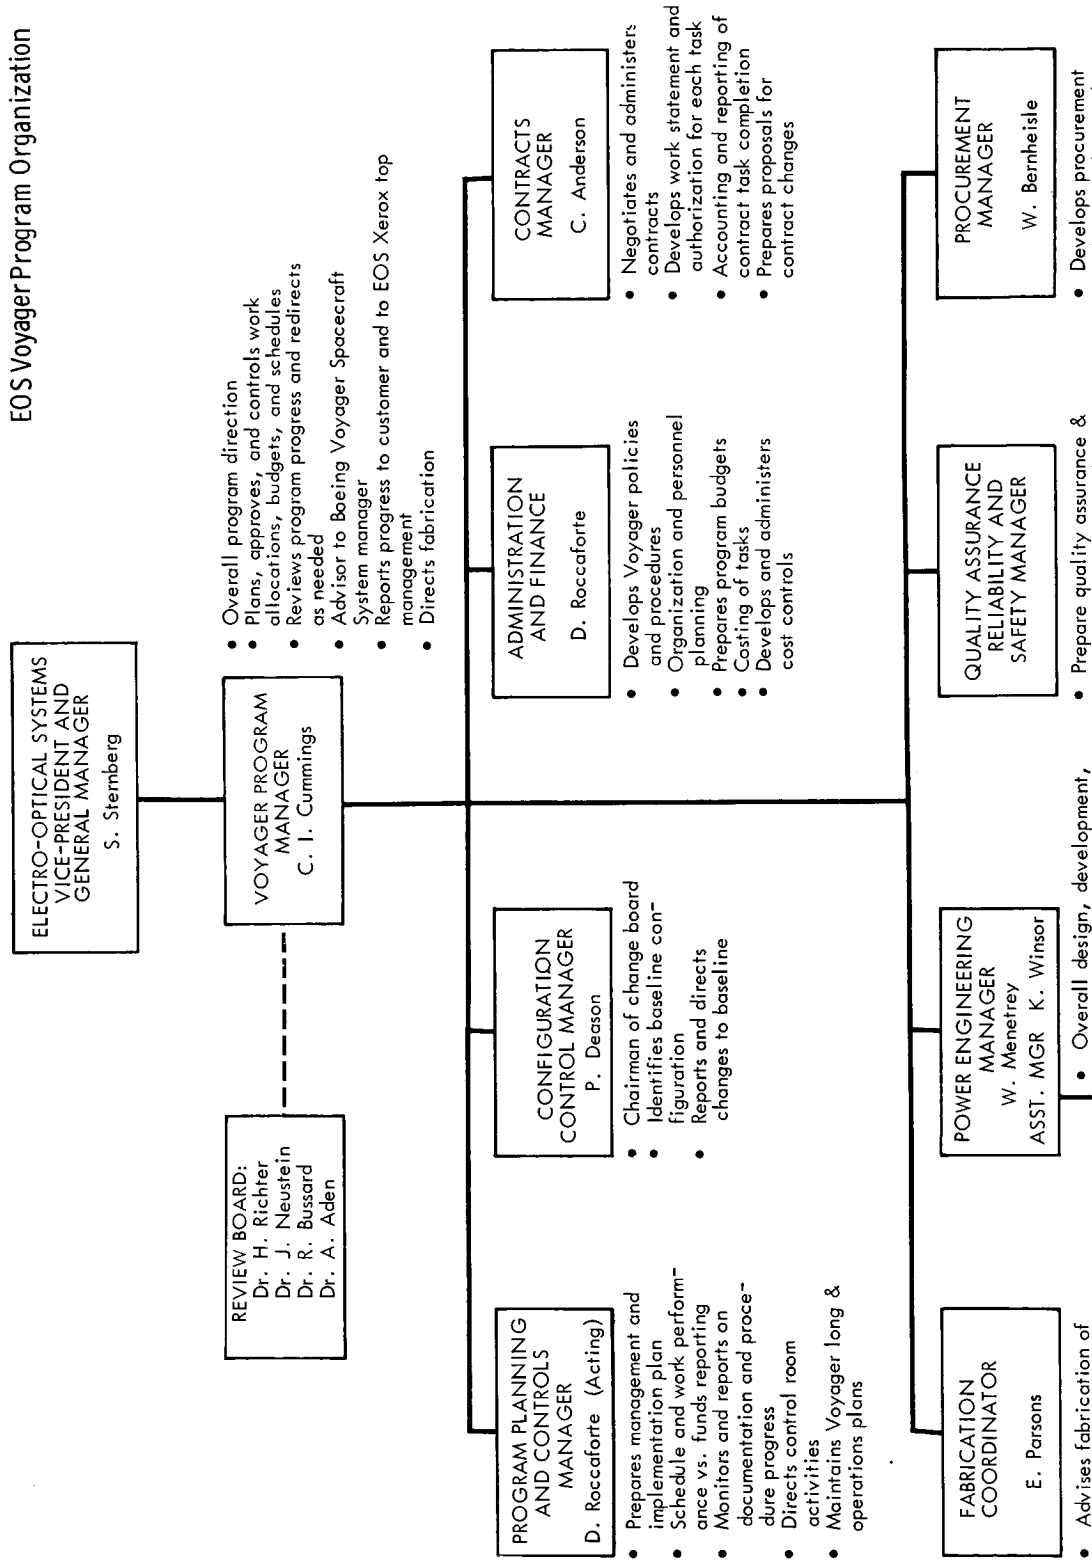 EOS Voyager Program Organization
ELECTRO-OPTICAL SYSTEMS
VICE-PRESIDENT AND
GENERAL MANAGER
S. Sternberg
REVIEW BOARD:
Dr. H. Richter
Dr. J. Neustein
Dr. R. Bussard
Dr. A. Aden
VOYAGER PROGRAM
MANAGER
C. I. Cummings
• Overall program direction
• Plans, approves, and controls work
allocations, budgets, and schedules
• Reviews program progress and redirects
as needed
• Advisor to Boeing Voyager Spacecraft
System manager
• Reports progress to customer and to EOS Xerox top
management
• Directs fabrication
PROGRAM PLANNING
AND CONTROLS
MANAGER
D. Roccaforte (Acting)
• Prepares management and
implementation plan
• Schedule and work perform-
ance vs. funds reporting
• Monitors and reports on
documentation and proce-
dure progress
• Directs control room
activities
• Maintains Voyager long &
operations plans
CONFIGURATION
CONTROL MANAGER
P. Deason
• Chairman of change board
• Identifies baseline con-
figuration
• Reports and directs
changes to baseline
ADMINISTRATION
AND FINANCE
D. Roccaforte
• Develops Voyager policies
and procedures
• Organization and personnel
planning
• Prepares program budgets
• Costing of tasks
• Develops and administers
cost controls
CONTRACTS
MANAGER
C. Anderson
• Negotiates and administers
contracts
• Develops work statement and
authorization for each task
• Accounting and reporting of
contract task completion
• Prepares proposals for
contract changes
FABRICATION
COORDINATOR
E. Parsons
• Advises fabrication of
POWER ENGINEERING
MANAGER
W. Menetrey
ASST. MGR K. Winsor
• Overall design, development,
QUALITY ASSURANCE
RELIABILITY AND
SAFETY MANAGER
• Prepare quality assurance &
PROCUREMENT
MANAGER
W. Bernheisle
• Develops procurement